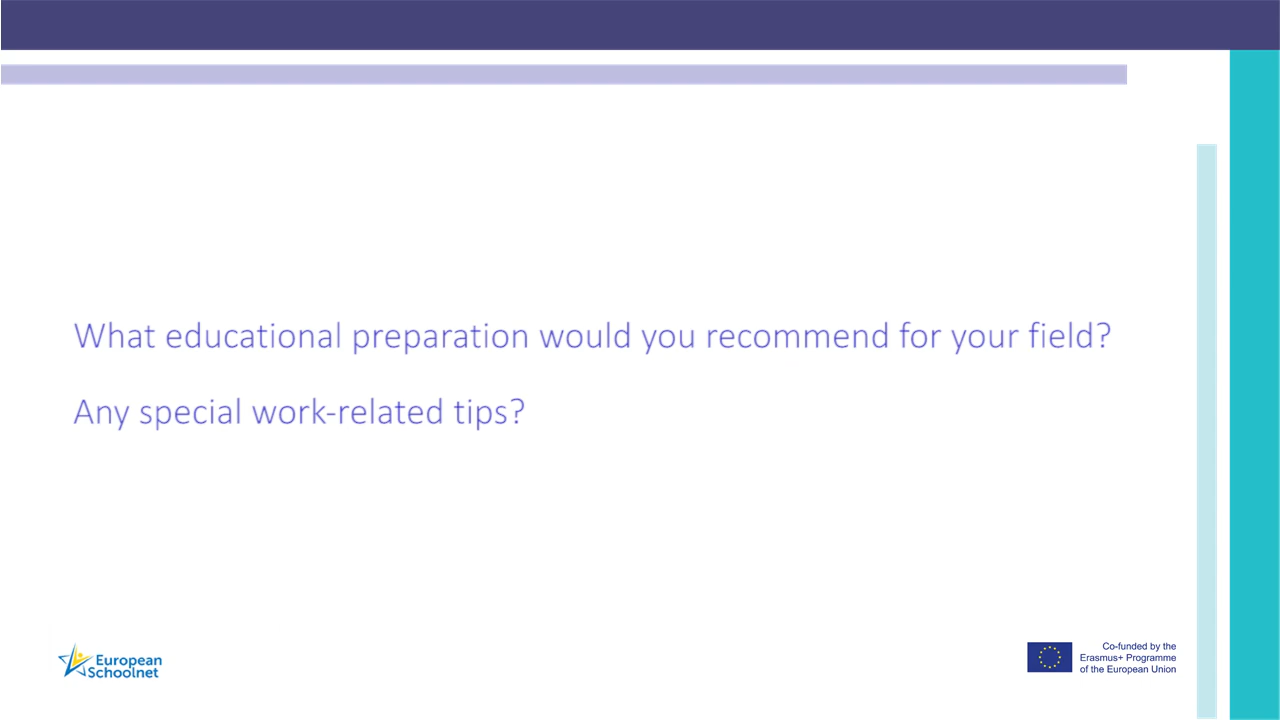 What educational preparation would you recommend for your field?
Any special work-related tips?
European
Schoolnet
Co-funded by the
Erasmus+ Programme
of the European Union